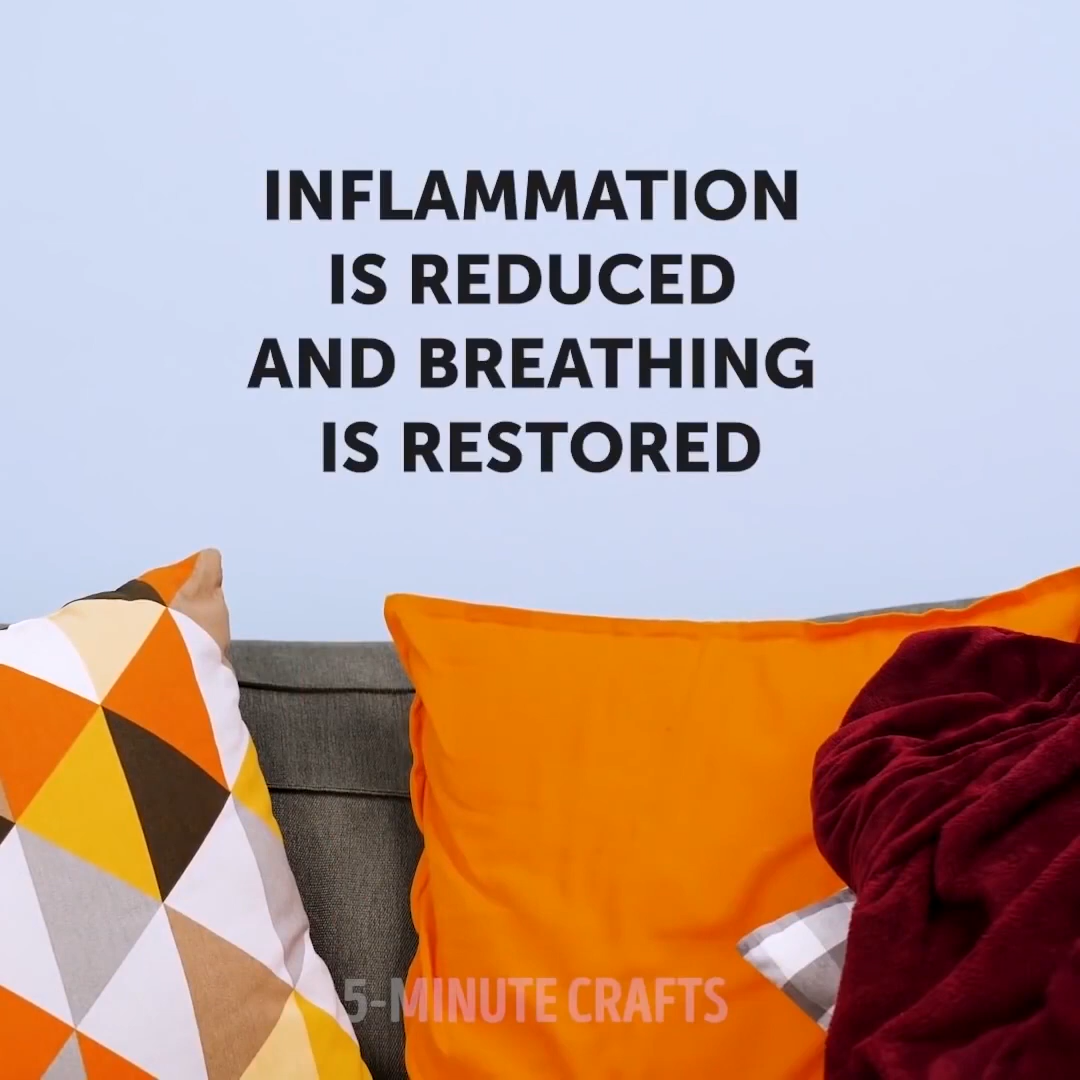 INFLAMMATION
IS REDUCED
AND BREATHING
IS RESTORED
5-MINUTE CRAFTS